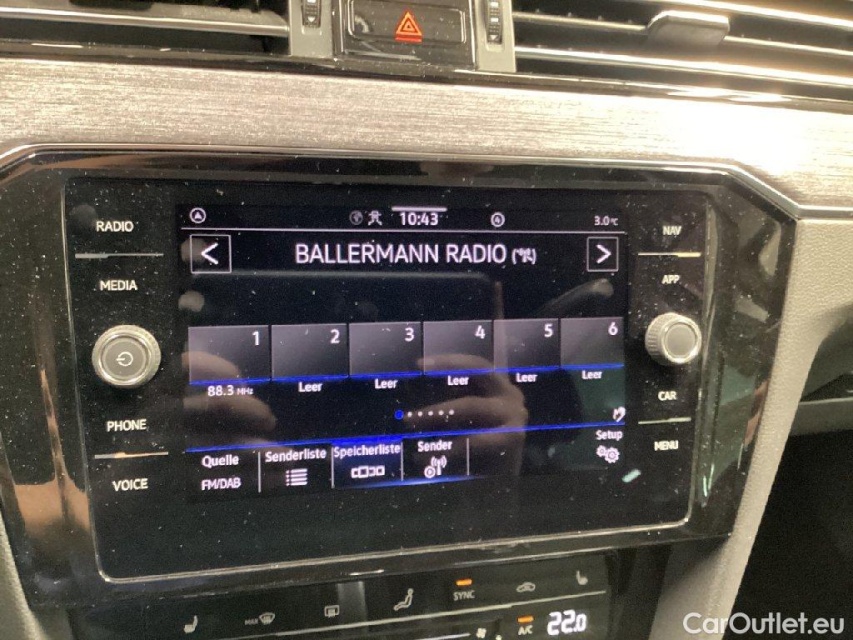 10:43
3.0°C
RADIO
MEDIA
PHONE
VOICE
NAV
APP
CAR
MENU
< BALLERMANN RADIO >
1 2 3 4 5 6
88.3 MHz Leer Leer Leer Leer Leer
Quelle Senderliste Speicherliste Sender Setup
FM/DAB
SYNC
MAX
A/C 22.0
CarOutlet.eu